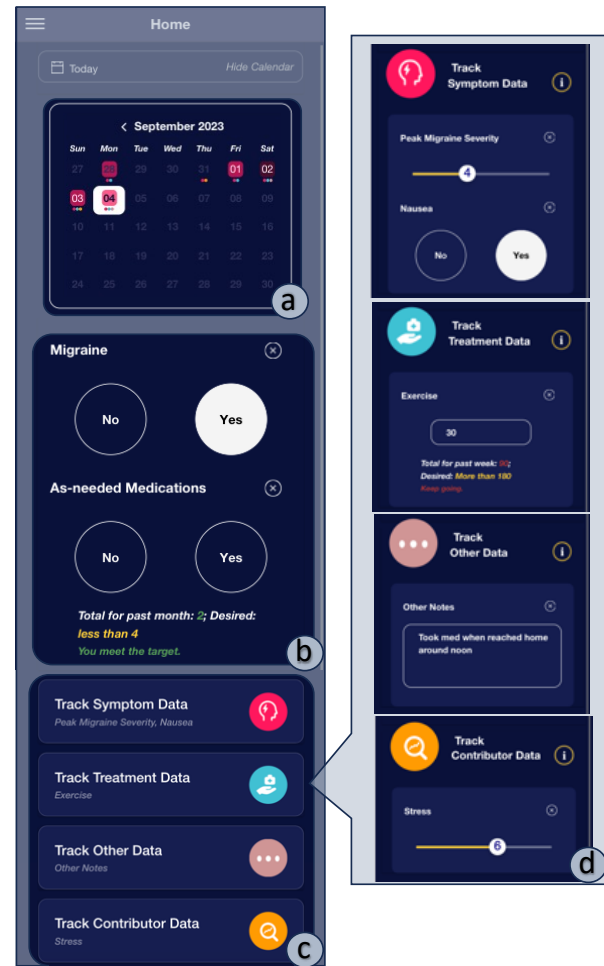 Home
Today Hide Calendar
< September 2023
Sun Mon Tue Wed Thu Fri Sat
27 28 29 30 31 01 02
03 04 05 06 07 08 09
10 11 12 13 14 15 16
17 18 19 20 21 22 23
24 25 26 27 28 29 30
a
Migraine
No Yes
As-needed Medications
No Yes
Total for past month: 2; Desired:
less than 4
You meet the target.
b
Track Symptom Data
Peak Migraine Severity, Nausea
Track Treatment Data
Exercise
Track Other Data
Other Notes
Track Contributor Data
Stress
c
Track
Symptom Data
i
Peak Migraine Severity
4
Nausea
No Yes
Track
Treatment Data
i
Exercise
30
Total for past week: 90;
Desired: More than 180
Keep going.
Track
Other Data
i
Other Notes
Took med when reached home
around noon
Track
Contributor Data
i
Stress
6
d